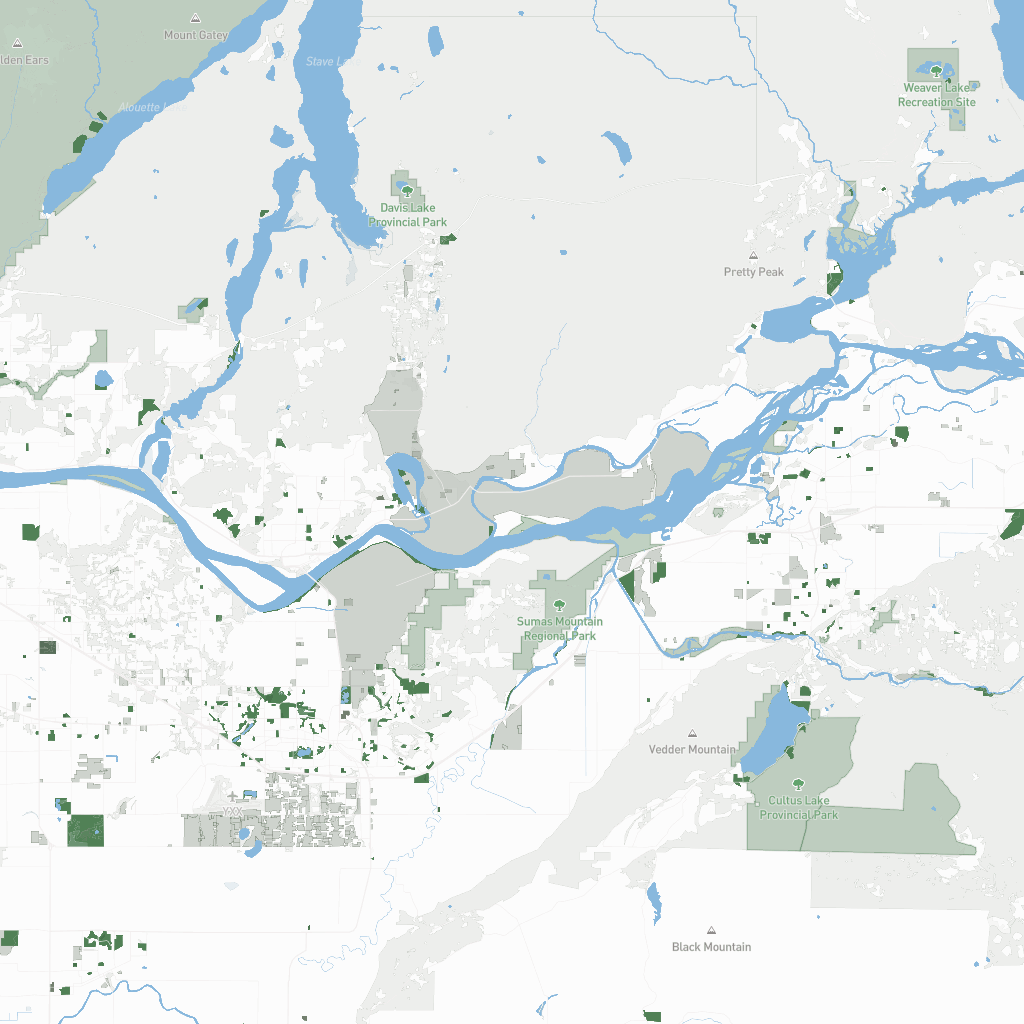 Mount Gatey
lden Ears
Stave L
Alouette L
Weaver Lake
Recreation Site
Davis Lake
Provincial Park
Pretty Peak
Sumas Mountain
Regional Park
Vedder Mountain
Cultus Lake
Provincial Park
YXX
Black Mountain